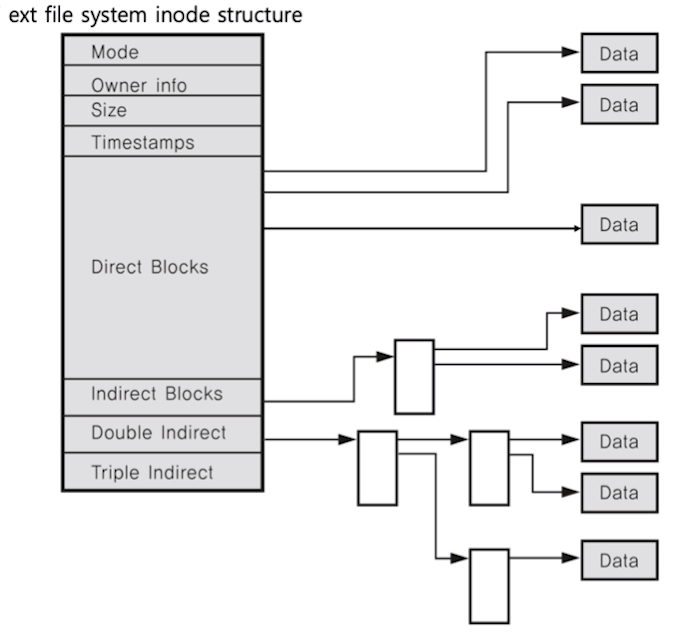 ext file system inode structure
Mode
Owner info
Size
Timestamps
Direct Blocks
Indirect Blocks
Double Indirect
Triple Indirect
Data
Data
Data
Data
Data
Data
Data
Data